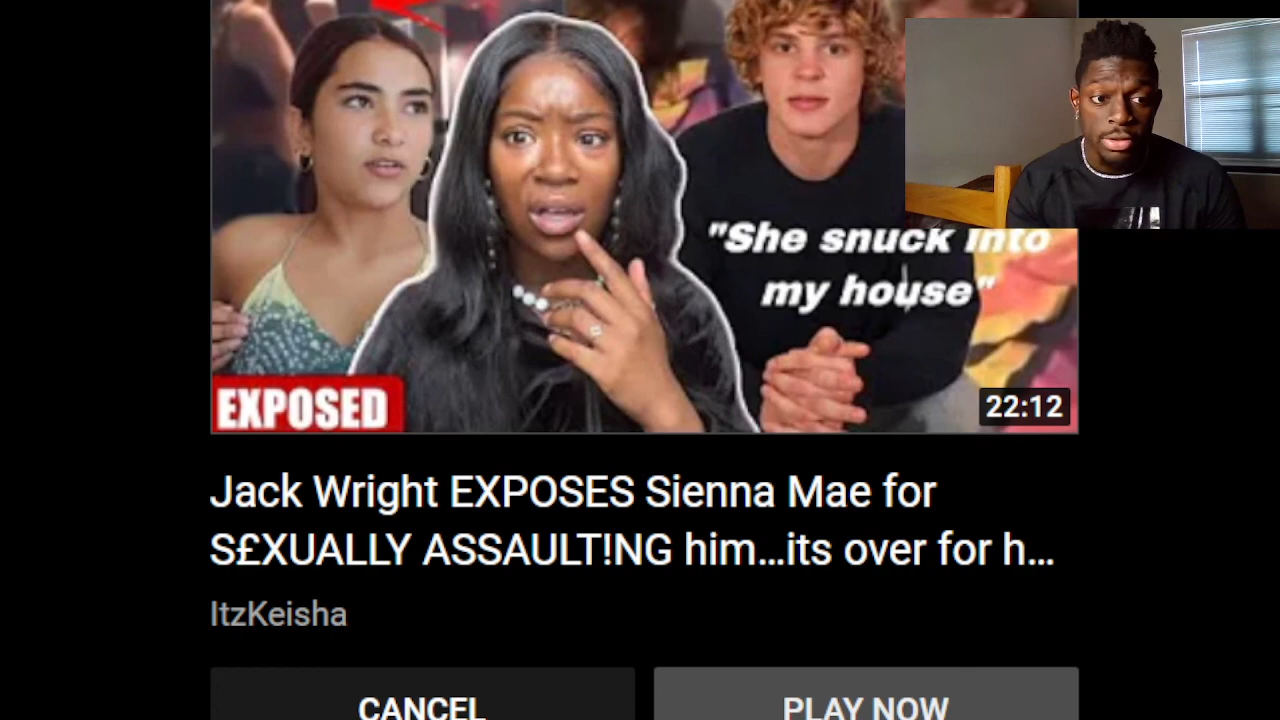 "She snuck into
my house"
EXPOSED
22:12
Jack Wright EXPOSES Sienna Mae for
S£XUALLY ASSAULT!NG him…its over for h…
ItzKeisha
CANCEL
PLAY NOW